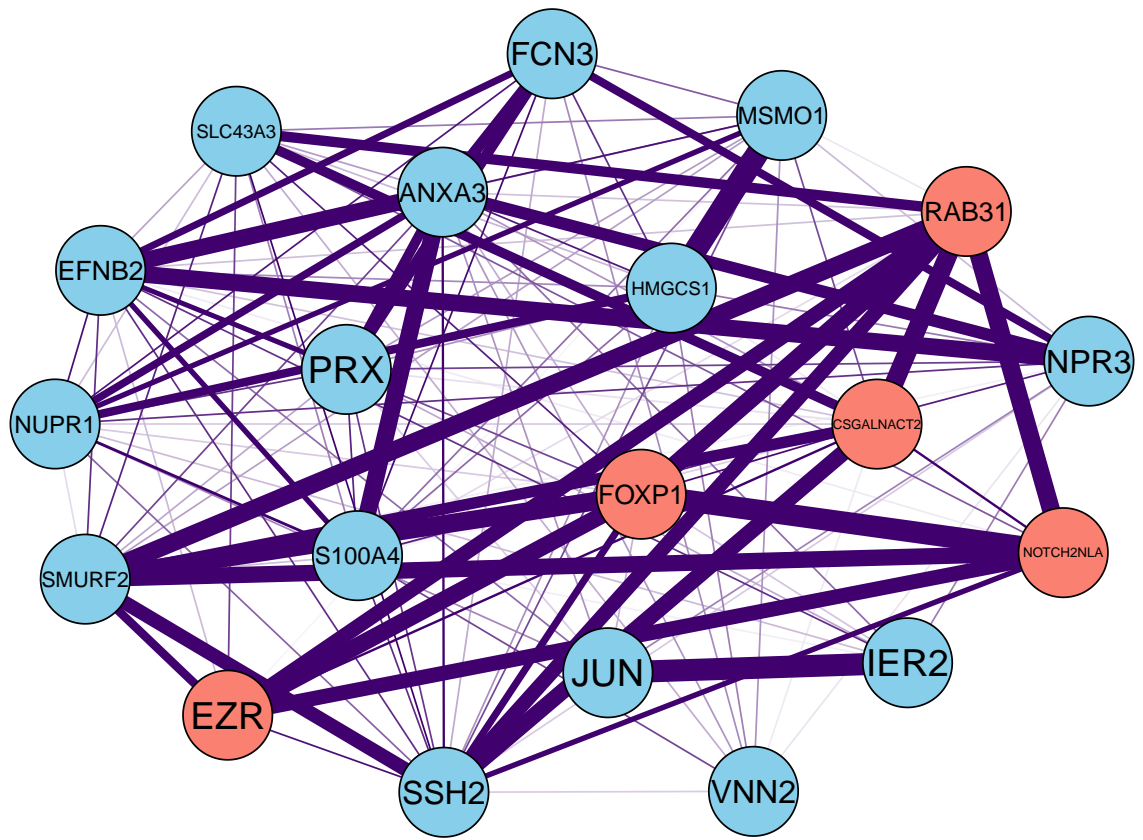 FCN3
MSMO1
SLC43A3
ANXA3
RAB31
EFNB2
HMGCS1
NPR3
PRX
NUPR1
CSGALNACT2
FOXP1
S100A4
NOTCH2NLA
SMURF2
IER2
JUN
EZR
SSH2
VNN2